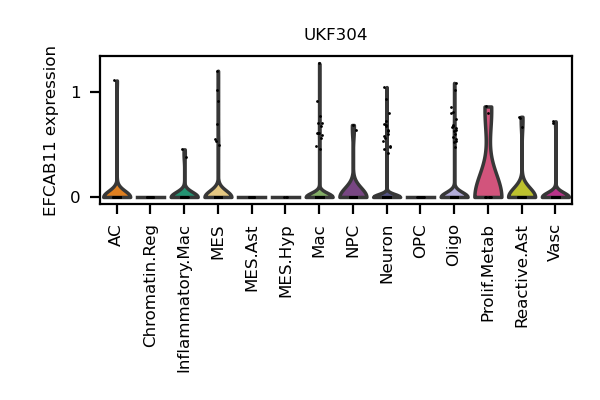 UKF304
EFCAB11 expression
1
0
AC
Chromatin.Reg
Inflammatory.Mac
MES
MES.Ast
MES.Hyp
Mac
NPC
Neuron
OPC
Oligo
Prolif.Metab
Reactive.Ast
Vasc